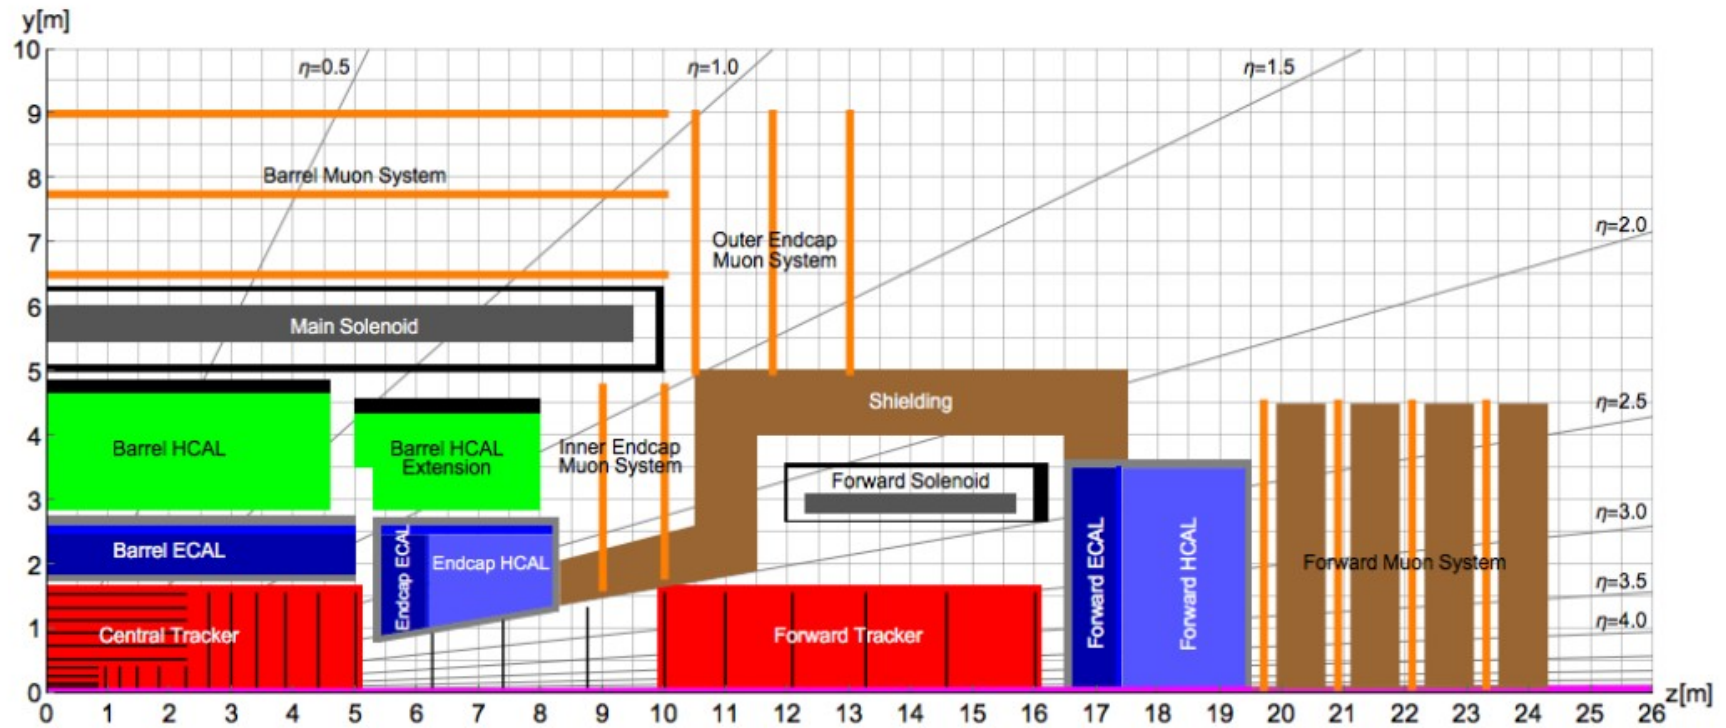 y[m]
10
η=0.5
η=1.0
η=1.5
9
Barrel Muon System
8
η=2.0
7
Outer Endcap
Muon System
6
Main Solenoid
5
Shielding
η=2.5
4
Barrel HCAL
Barrel HCAL
Extension
Inner Endcap
Muon System
Forward Solenoid
3
η=3.0
Barrel ECAL
Endcap ECAL
Endcap HCAL
Forward ECAL
Forward HCAL
Forward Muon System
2
η=3.5
1
Central Tracker
Forward Tracker
η=4.0
0
z[m]
0 1 2 3 4 5 6 7 8 9 10 11 12 13 14 15 16 17 18 19 20 21 22 23 24 25 26